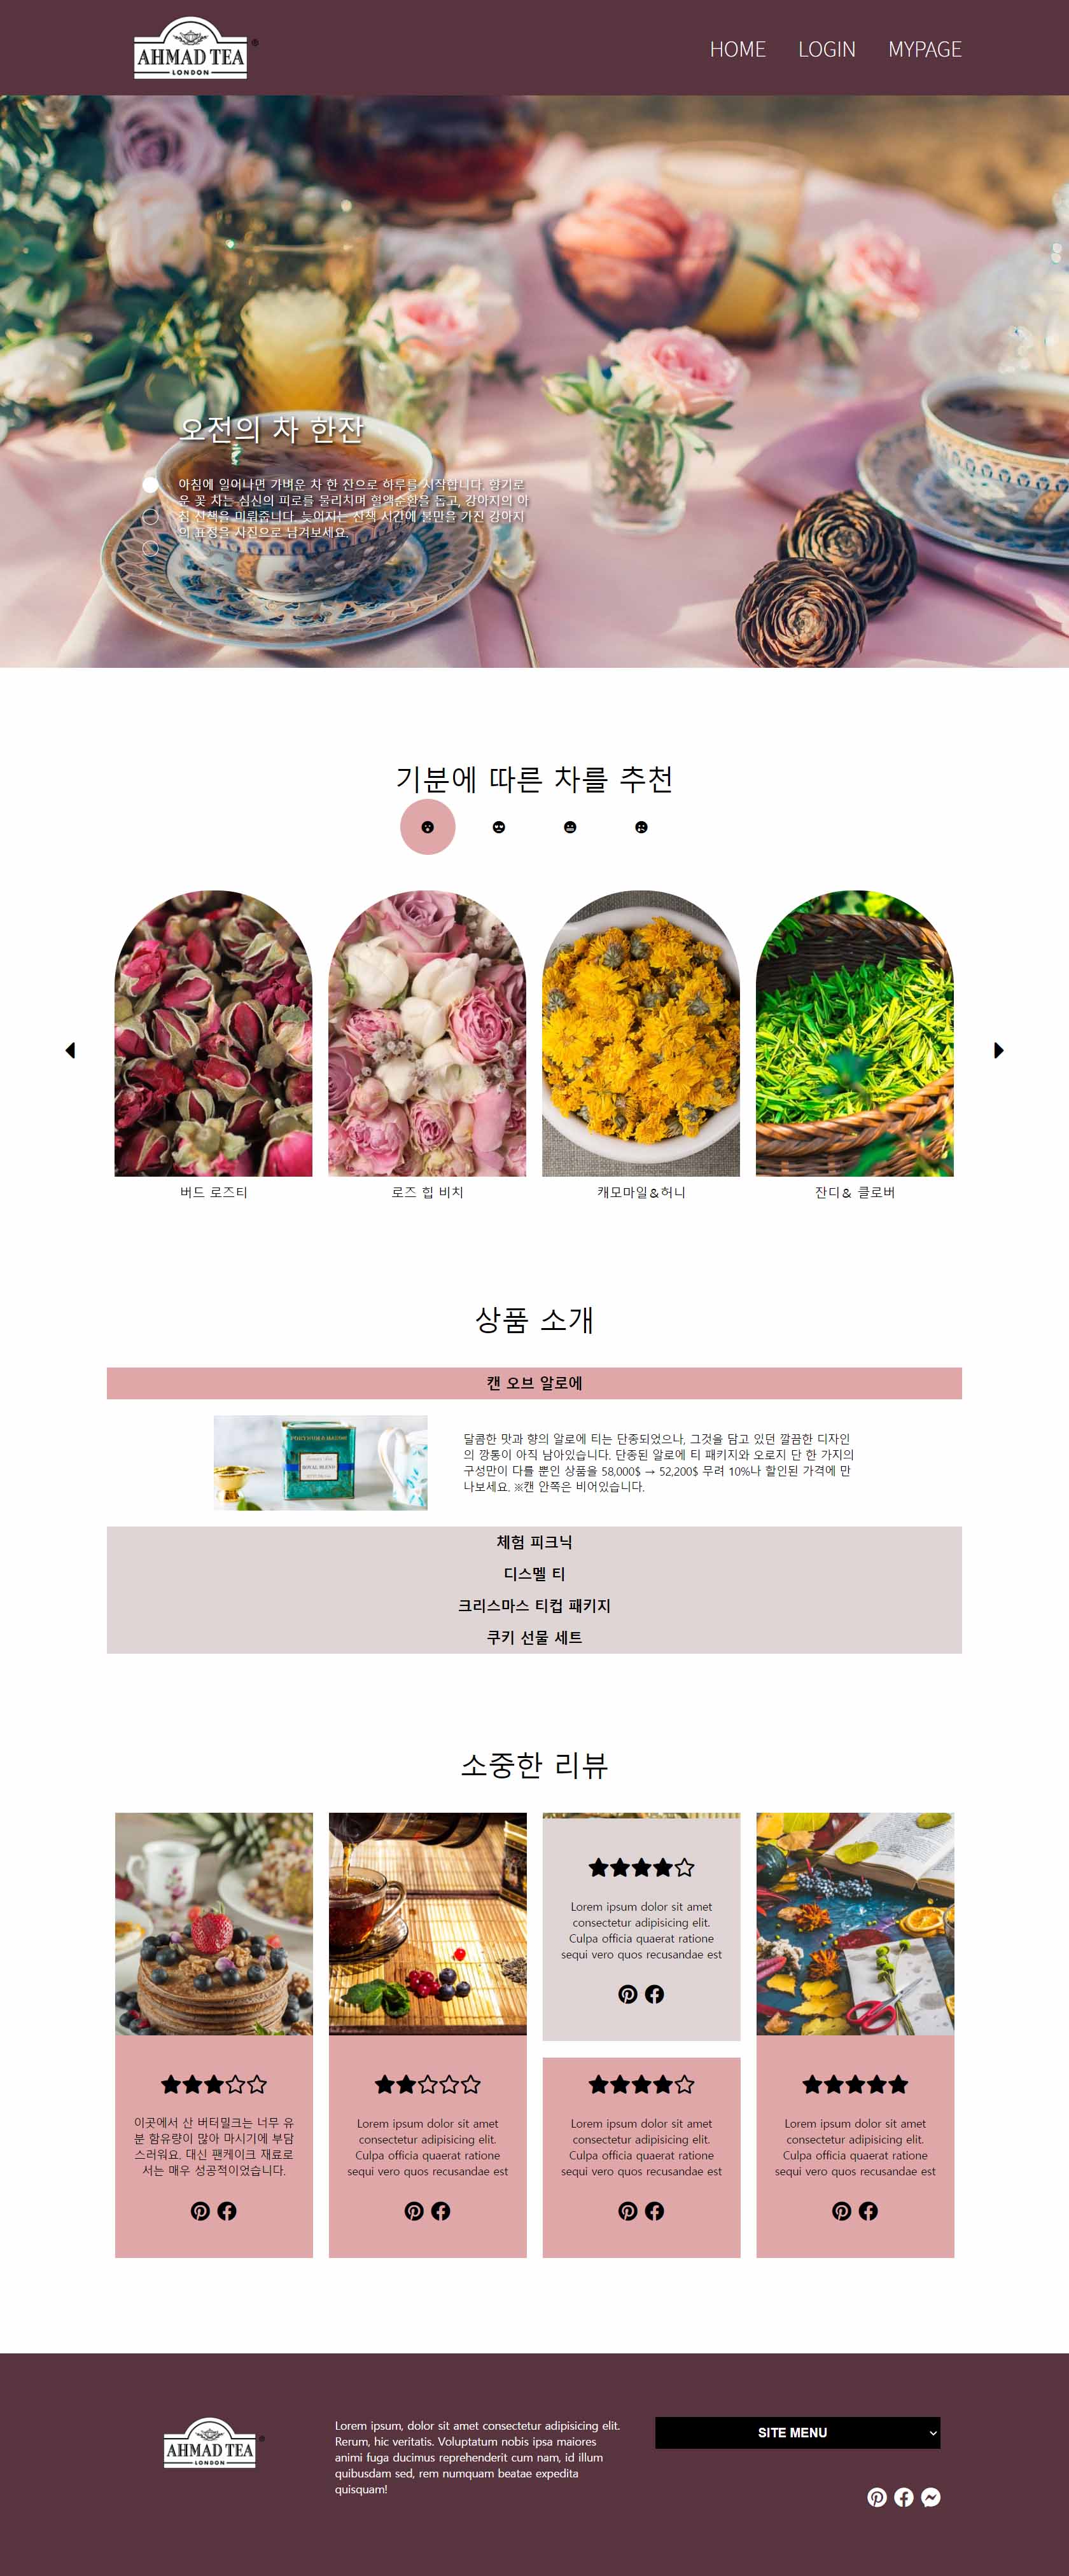 AHMAD TEA
LONDON
HOME LOGIN MYPAGE
오전의 차 한잔
아침에 일어나면 가벼운 차 한 잔으로 하루를 시작합니다. 향기로
운 꽃 차는 심신의 피로를 물리치며 혈액순환을 돕고, 강아지의 아
침 산책을 미뤄줍니다. 늦어지는 산책 시간에 불만을 가진 강아지
의 표정을 사진으로 남겨보세요.
기분에 따른 차를 추천
버드 로즈티
로즈 힙 비치
캐모마일&허니
잔디& 클로버
상품 소개
캔 오브 알로에
ROYAL BLEND
달콤한 맛과 향의 알로에 티는 단종되었으나, 그것을 담고 있던 깔끔한 디자인
의 깡통이 아직 남아있습니다. 단종된 알로에 티 패키지와 오로지 단 한 가지의
구성만이 다를 뿐인 상품을 58,000$ → 52,200$ 무려 10%나 할인된 가격에 만
나보세요. ※캔 안쪽은 비어있습니다.
체험 피크닉
디스멜 티
크리스마스 티컵 패키지
쿠키 선물 세트
소중한 리뷰
Lorem ipsum dolor sit amet
consectetur adipisicing elit.
Culpa officia quaerat ratione
sequi vero quos recusandae est
이곳에서 산 버터밀크는 너무 유
분 함유량이 많아 마시기에 부담
스러워요. 대신 팬케이크 재료로
서는 매우 성공적이었습니다.
Lorem ipsum dolor sit amet
consectetur adipisicing elit.
Culpa officia quaerat ratione
sequi vero quos recusandae est
Lorem ipsum dolor sit amet
consectetur adipisicing elit.
Culpa officia quaerat ratione
sequi vero quos recusandae est
Lorem ipsum dolor sit amet
consectetur adipisicing elit.
Culpa officia quaerat ratione
sequi vero quos recusandae est
AHMAD TEA
LONDON
Lorem ipsum, dolor sit amet consectetur adipisicing elit.
Rerum, hic veritatis. Voluptatum nobis ipsa maiores
animi fuga ducimus reprehenderit cum nam, id illum
quibusdam sed, rem numquam beatae expedita
quisquam!
SITE MENU